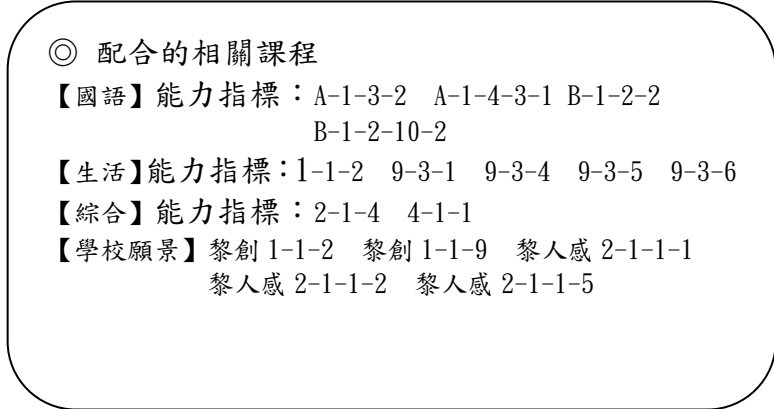 ◎ 配合的相關課程
【國語】能力指標：A-1-3-2 A-1-4-3-1 B-1-2-2
B-1-2-10-2
【生活】能力指標：1-1-2 9-3-1 9-3-4 9-3-5 9-3-6
【綜合】能力指標：2-1-4 4-1-1
【學校願景】黎創 1-1-2 黎創 1-1-9 黎人感 2-1-1-1
黎人感 2-1-1-2 黎人感 2-1-1-5